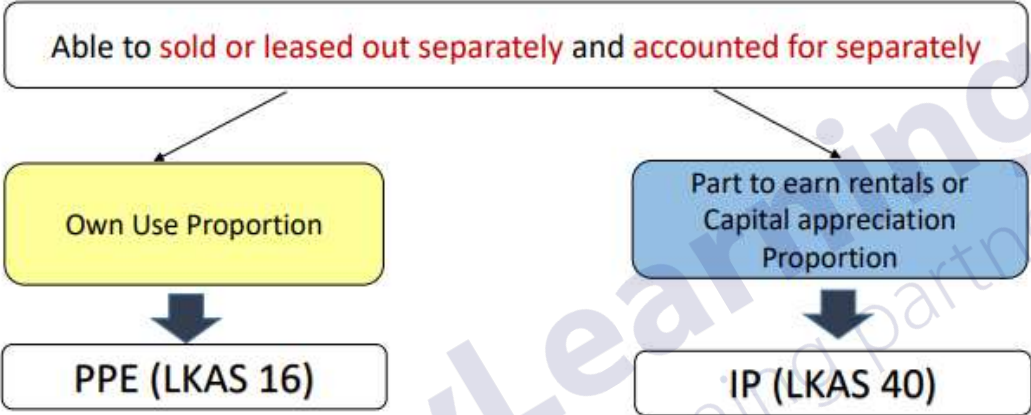 Able to sold or leased out separately and accounted for separately
Own Use Proportion
Part to earn rentals or
Capital appreciation
Proportion
PPE (LKAS 16)
IP (LKAS 40)